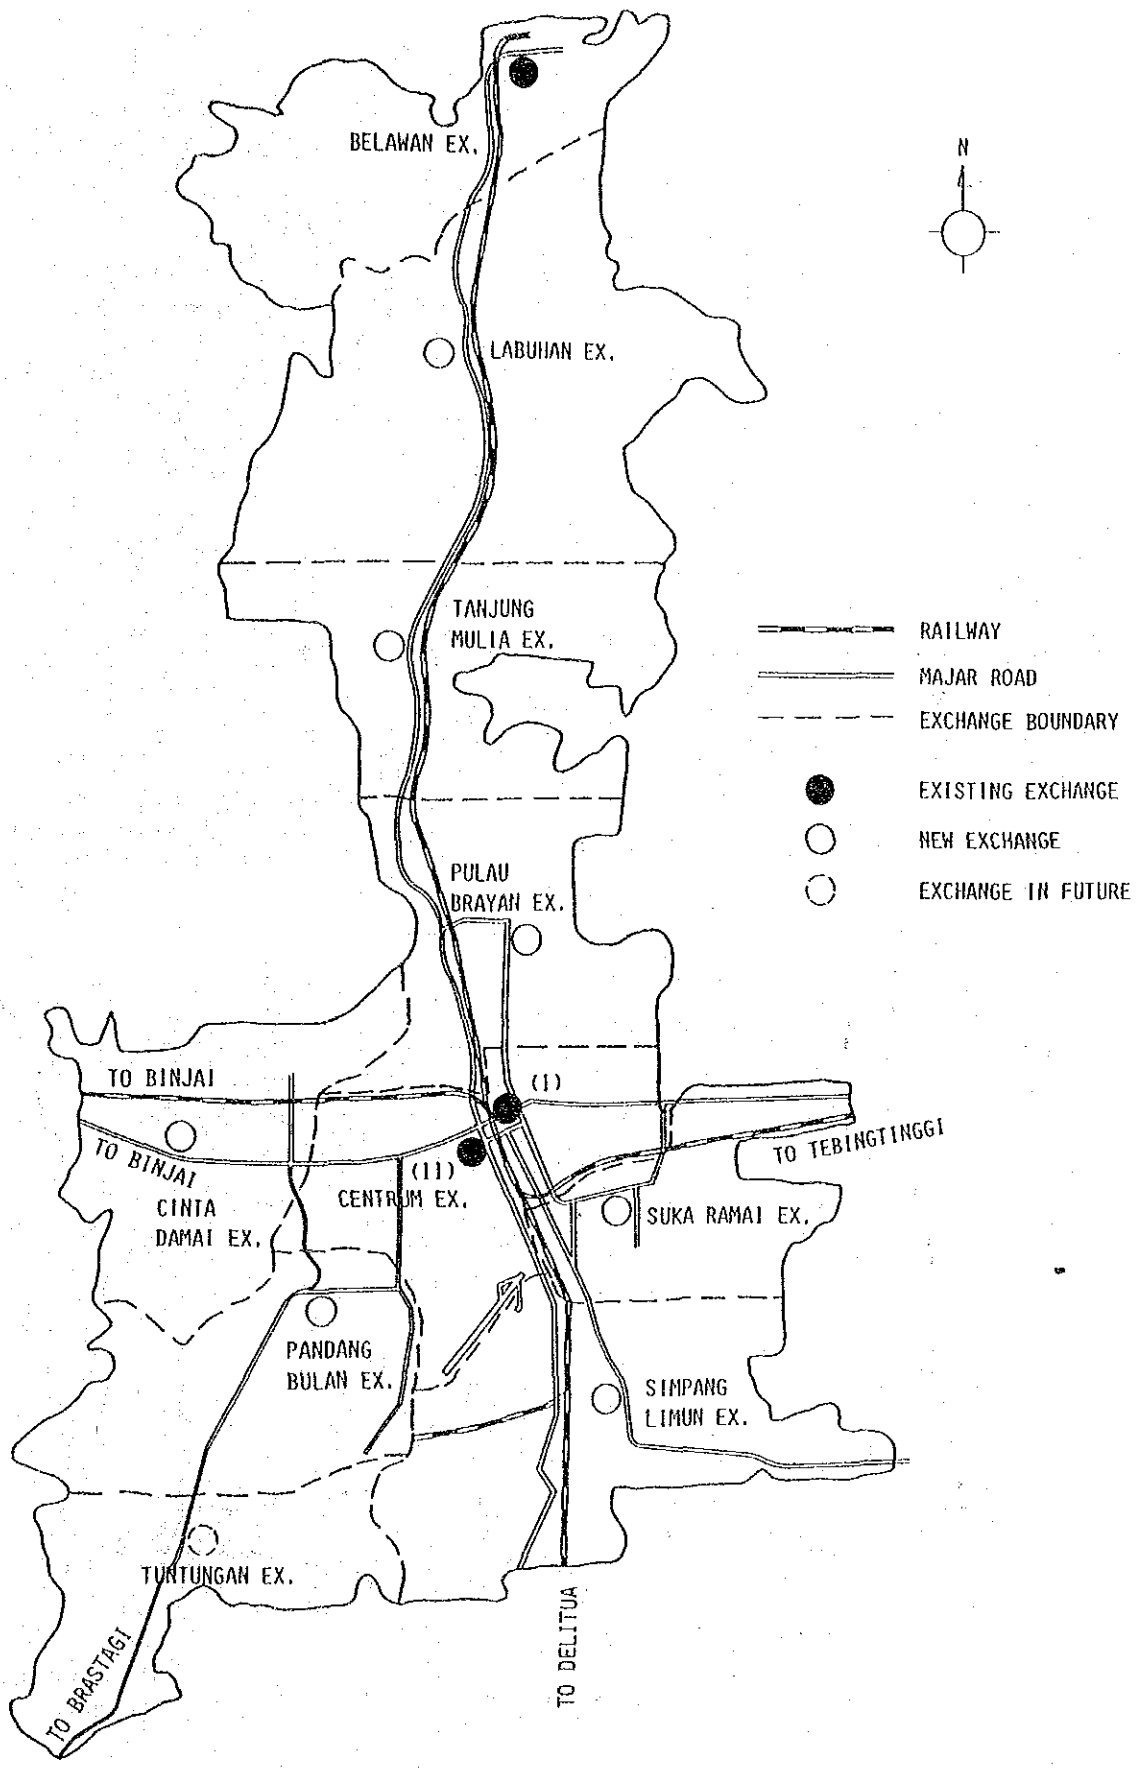 BELAWAN EX.
N
LABUHAN EX.
TANJUNG
MULIA EX.
RAILWAY
MAJAR ROAD
EXCHANGE BOUNDARY
EXISTING EXCHANGE
NEW EXCHANGE
EXCHANGE IN FUTURE
PULAU
BRAYAN EX.
TO BINJAI
(I)
TO BINJAI
(II)
CENTRUM EX.
TO TEBINGTINGGI
CINTA
DAMAI EX.
SUKA RAMAI EX.
PANDANG
BULAN EX.
SIMPANG
LIMUN EX.
TUNTUNGAN EX.
TO BRASTAGI
TO DELITUA